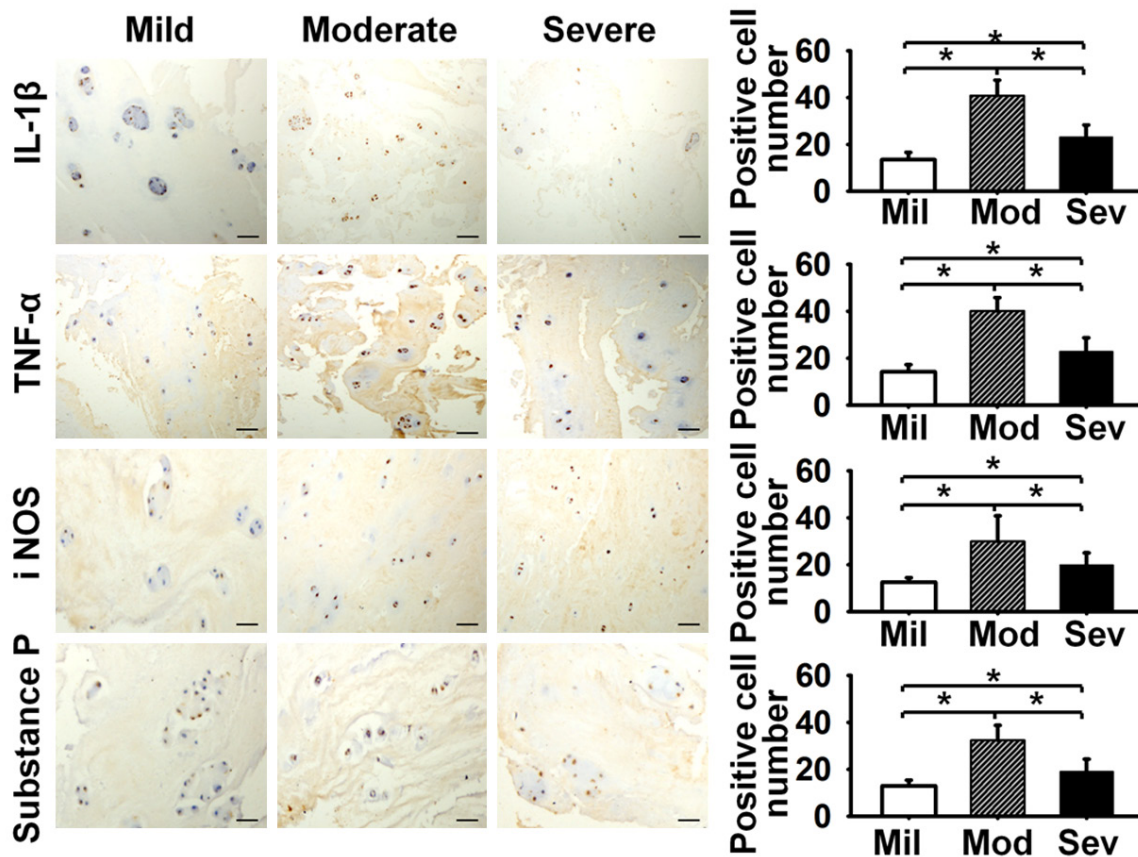 Mild Moderate Severe
IL-1β
Positive cell
number
60
40
20
0
* * *
Mil Mod Sev
TNF-α
Positive cell
number
60
40
20
0
* * *
Mil Mod Sev
i NOS
Positive cell
number
60
40
20
0
* * *
Mil Mod Sev
Substance P
Positive cell
number
60
40
20
0
* * *
Mil Mod Sev